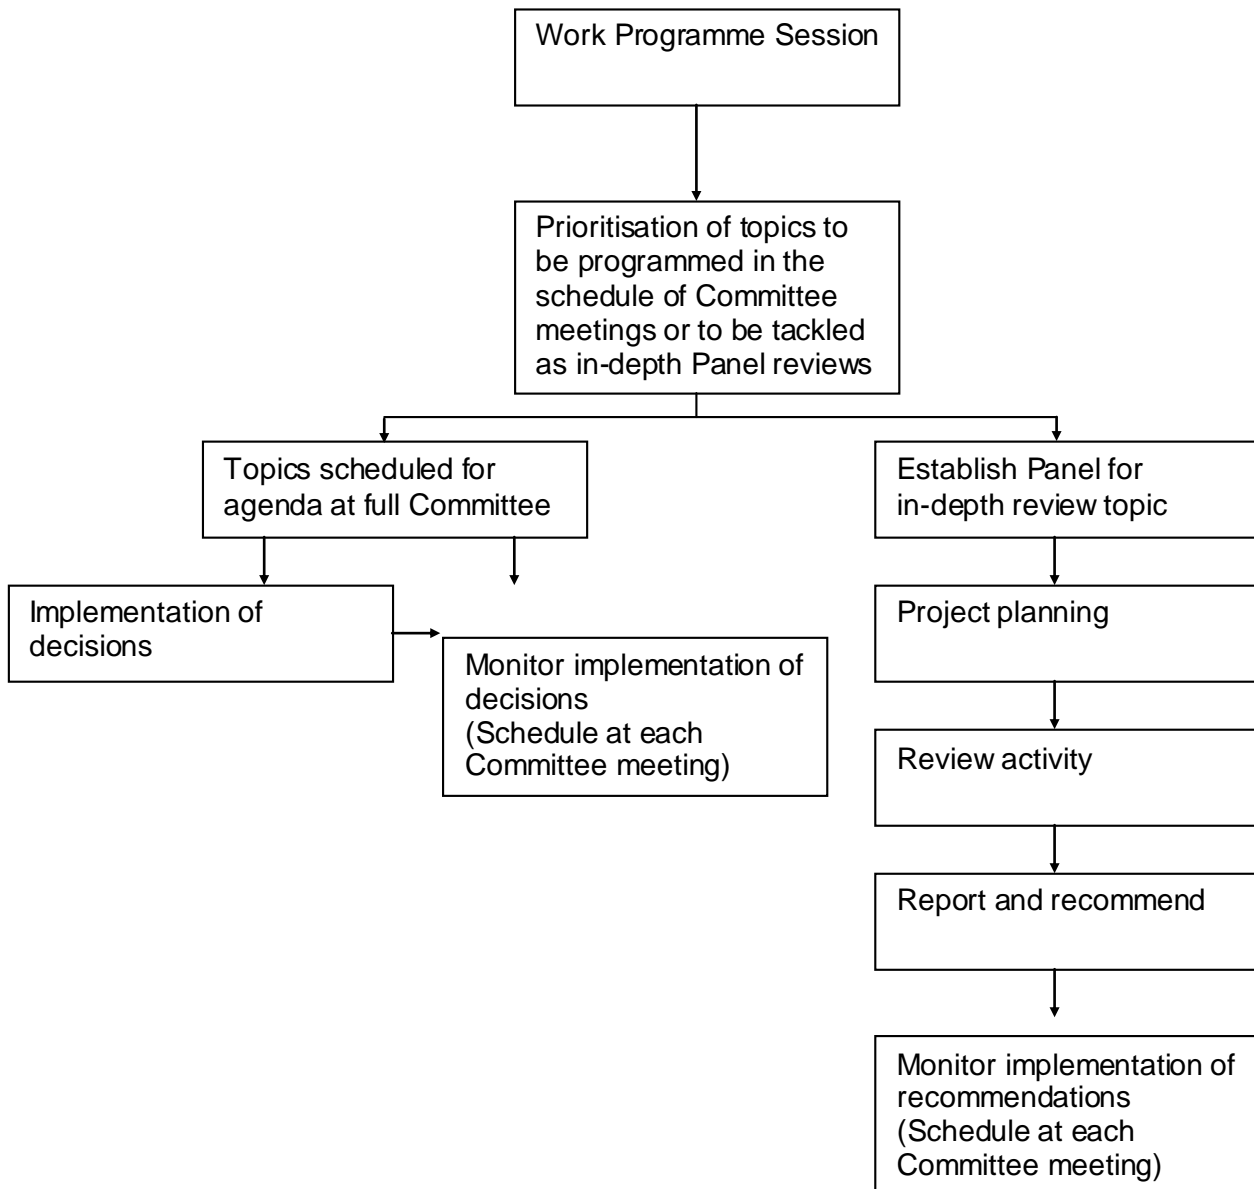 Work Programme Session
Prioritisation of topics to
be programmed in the
schedule of Committee
meetings or to be tackled
as in-depth Panel reviews
Topics scheduled for
agenda at full Committee
Establish Panel for
in-depth review topic
Implementation of
decisions
Project planning
Monitor implementation of
decisions
(Schedule at each
Committee meeting)
Review activity
Report and recommend
Monitor implementation of
recommendations
(Schedule at each
Committee meeting)